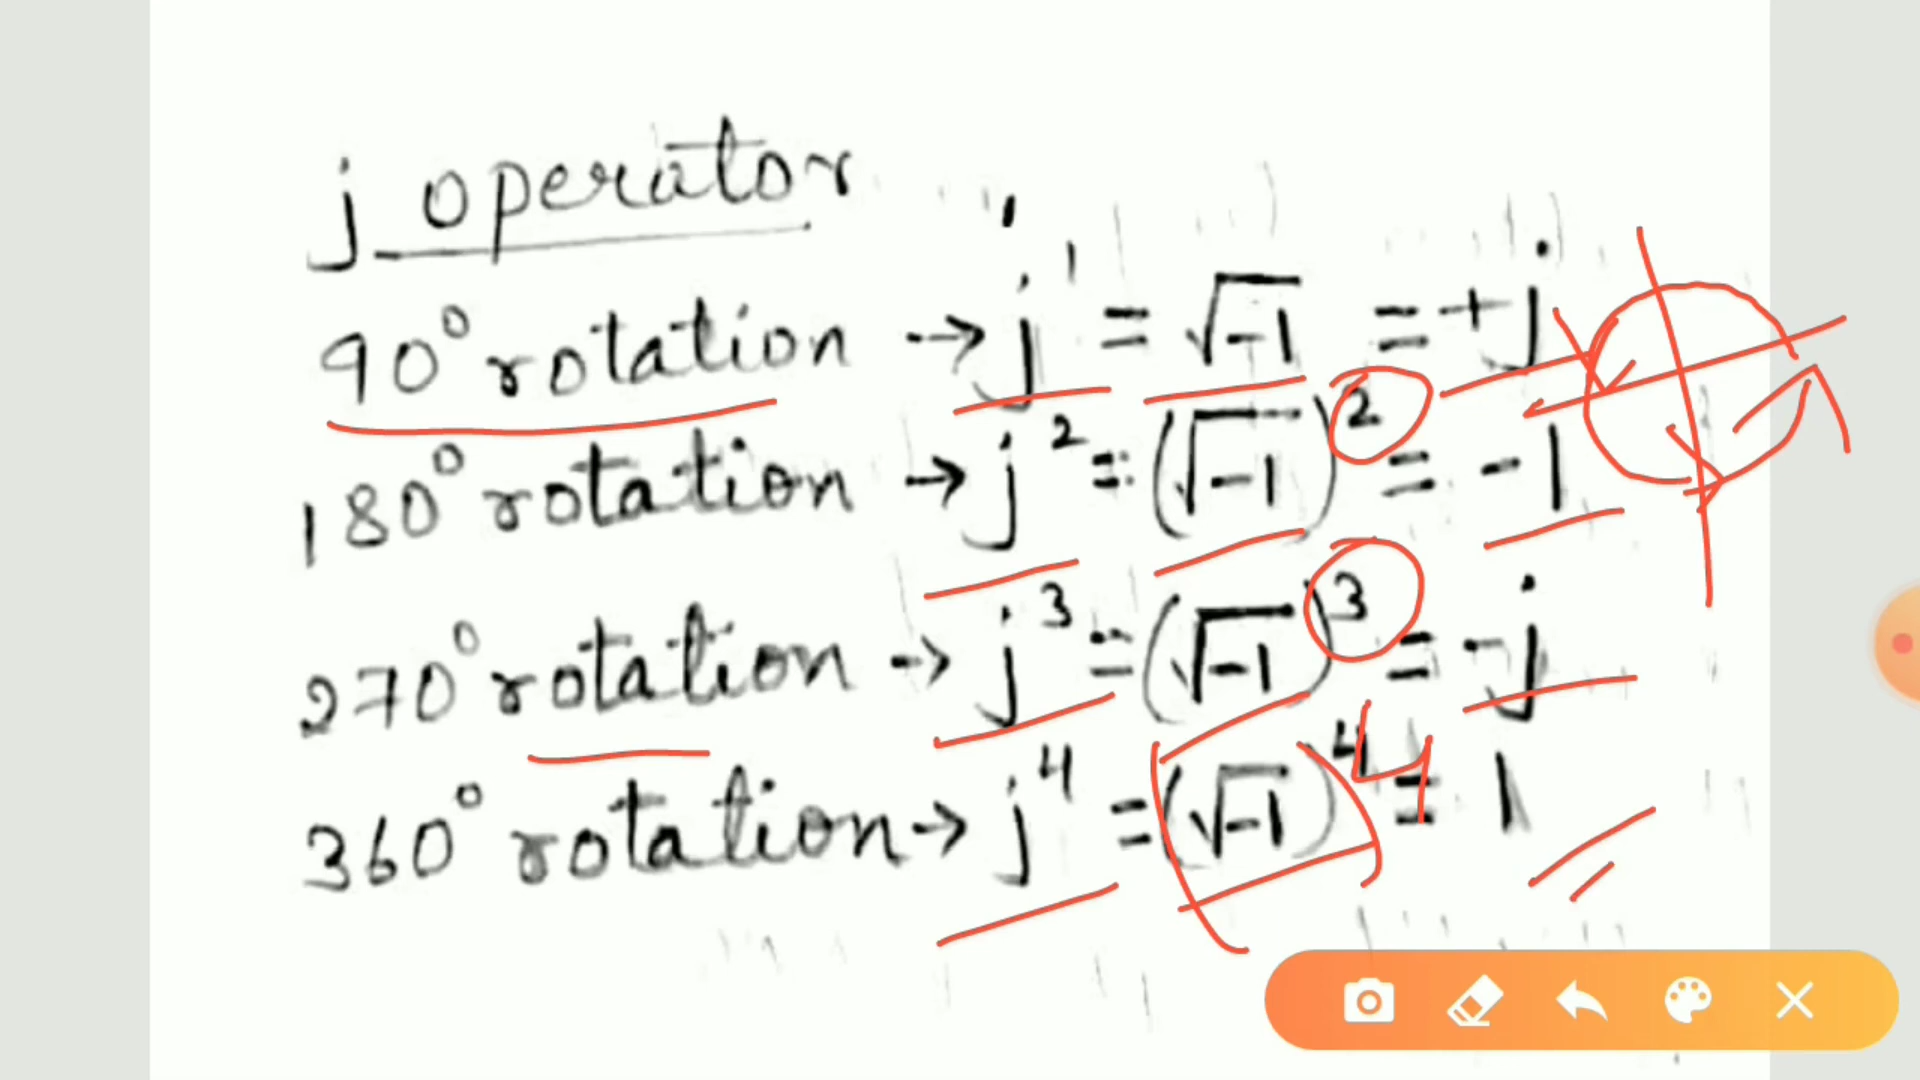 j operator
90° rotation → j¹ = √-1 = +j
180° rotation → j² = (√-1)² = -1
270° rotation → j³ = (√-1)³ = -j
360° rotation → j⁴ = (√-1)⁴ = 1
4